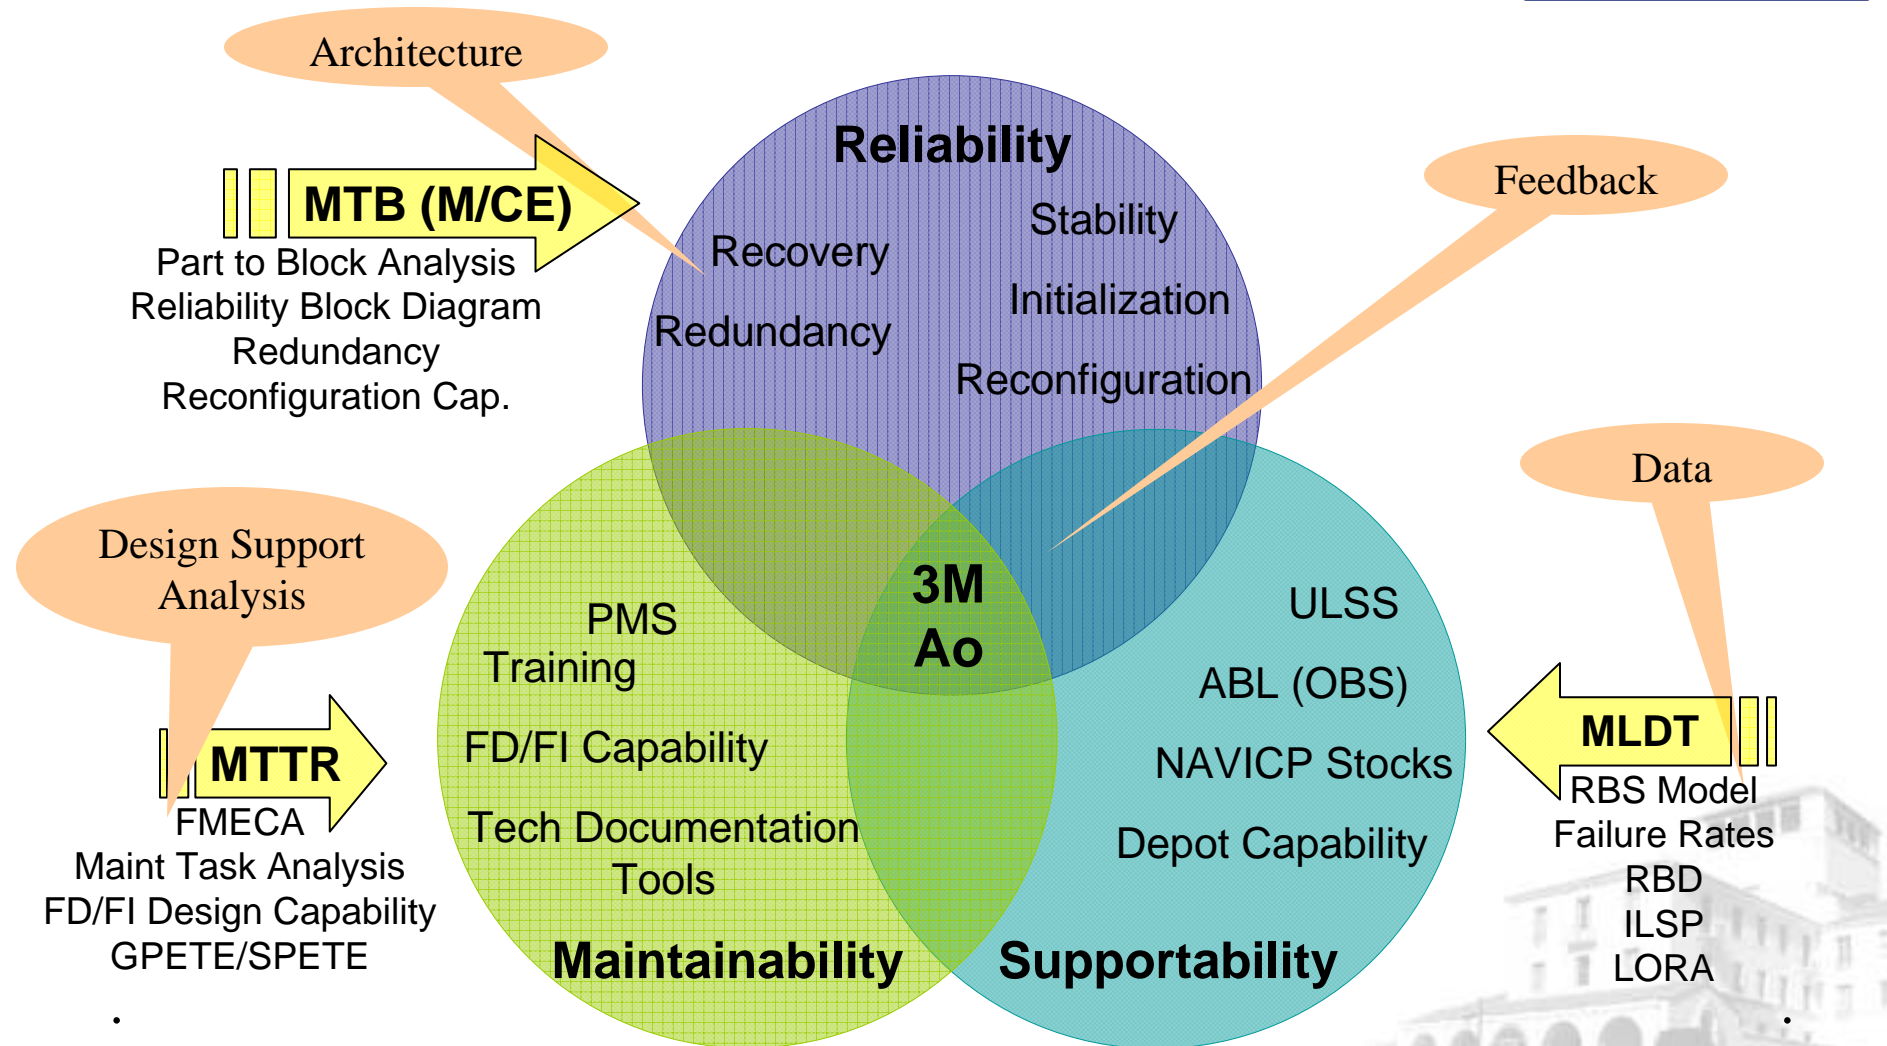 Architecture
Reliability
Feedback
MTB (M/CE)
Part to Block Analysis
Reliability Block Diagram
Redundancy
Reconfiguration Cap.
Recovery
Redundancy
Stability
Initialization
Reconfiguration
Data
Design Support
Analysis
3M
Ao
MTTR
FMECA
Maint Task Analysis
FD/FI Design Capability
GPETE/SPETE
.
PMS
Training
FD/FI Capability
Tech Documentation
Tools
Maintainability
ULSS
ABL (OBS)
NAVICP Stocks
Depot Capability
Supportability
MLDT
RBS Model
Failure Rates
RBD
ILSP
LORA
.